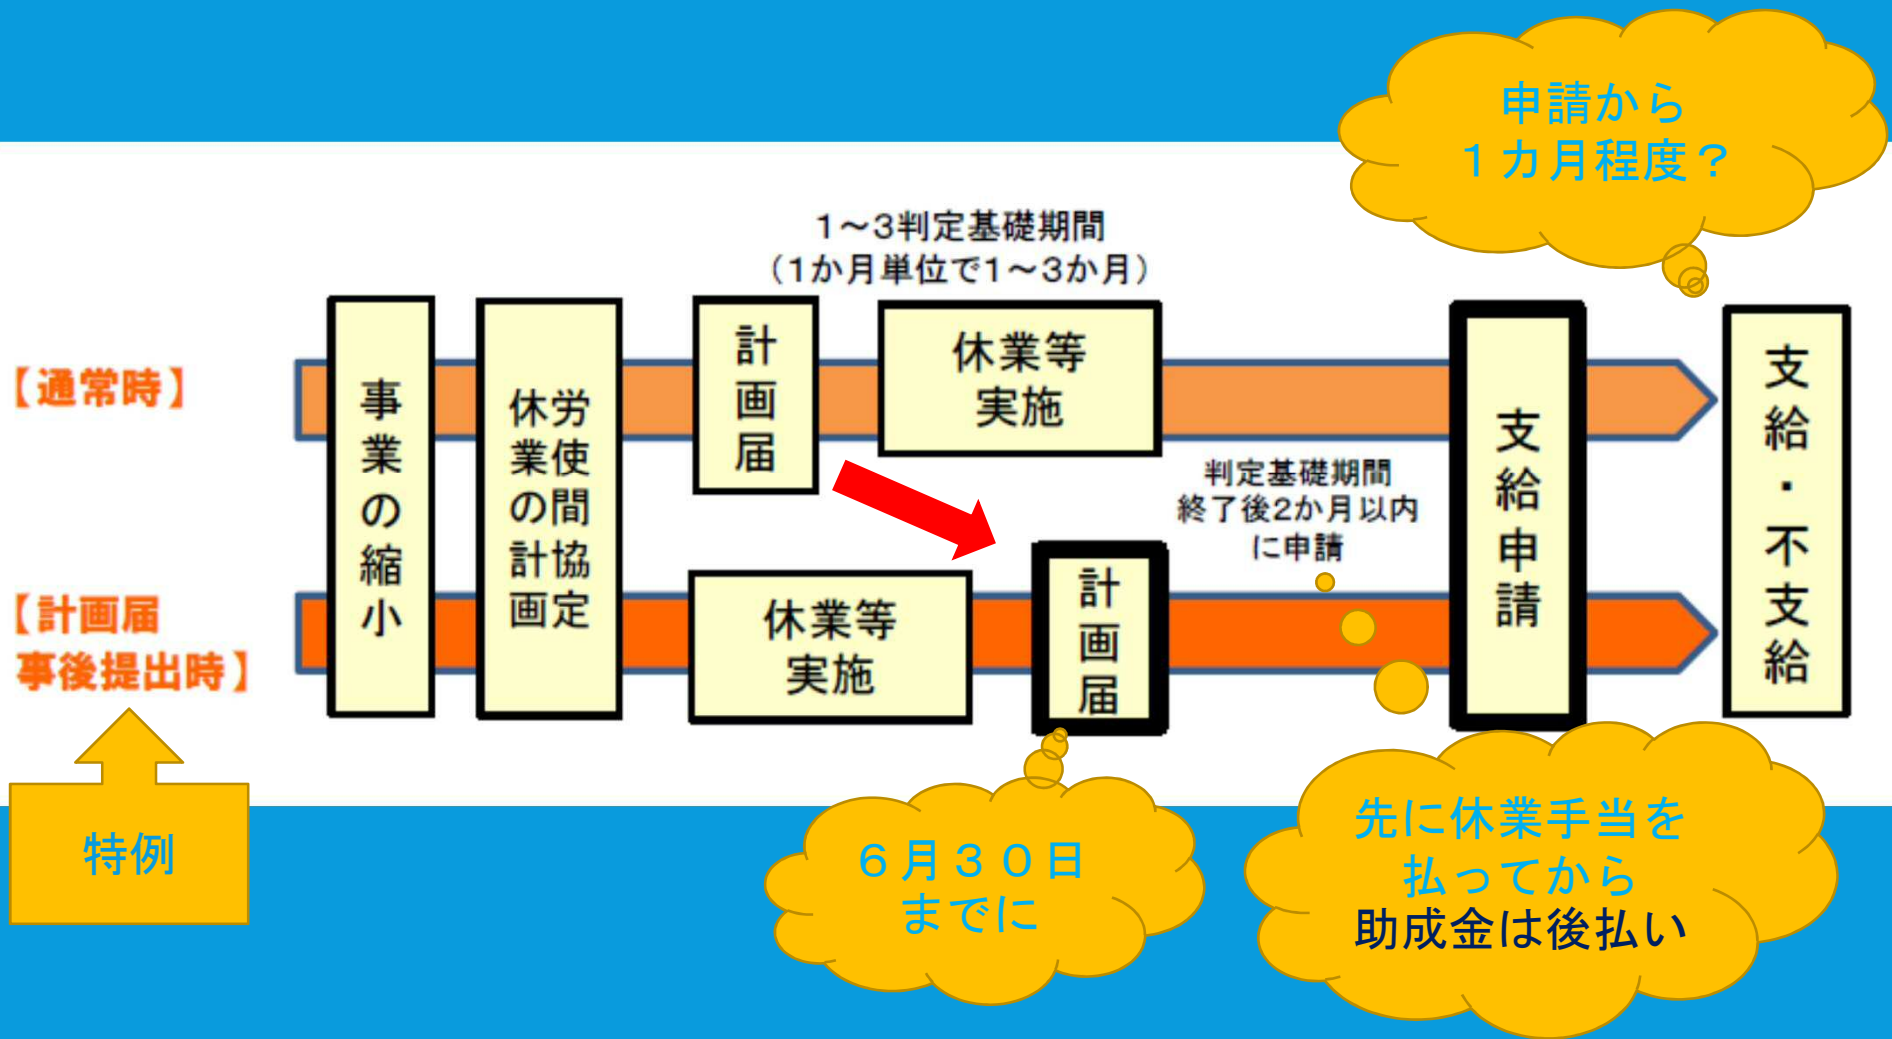 申請から
１カ月程度？
１～３判定基礎期間
（１か月単位で１～３か月）
【通常時】
事業の縮小
労使間協定
休業の計画
計画届
休業等
実施
判定基礎期間
終了後2か月以内
に申請
支給申請
支給・不支給
【計画届
事後提出時】
休業等
実施
計画届
特例
６月３０日
までに
先に休業手当を
払ってから
助成金は後払い